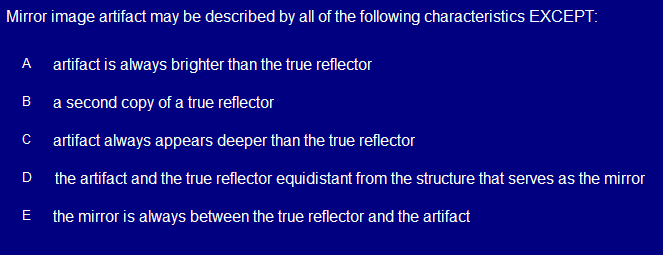 Mirror image artifact may be described by all of the following characteristics EXCEPT:
A artifact is always brighter than the true reflector
B a second copy of a true reflector
C artifact always appears deeper than the true reflector
D the artifact and the true reflector equidistant from the structure that serves as the mirror
E the mirror is always between the true reflector and the artifact